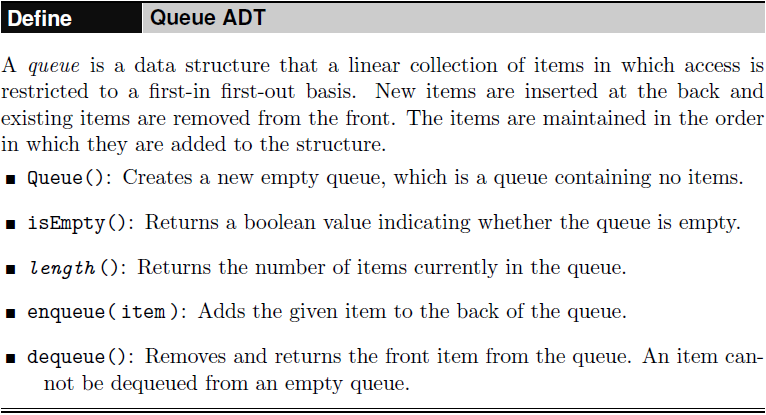 Define Queue ADT
A queue is a data structure that a linear collection of items in which access is
restricted to a first-in first-out basis. New items are inserted at the back and
existing items are removed from the front. The items are maintained in the order
in which they are added to the structure.
■ Queue(): Creates a new empty queue, which is a queue containing no items.
■ isEmpty(): Returns a boolean value indicating whether the queue is empty.
■ length(): Returns the number of items currently in the queue.
■ enqueue( item ): Adds the given item to the back of the queue.
■ dequeue(): Removes and returns the front item from the queue. An item can-
not be dequeued from an empty queue.